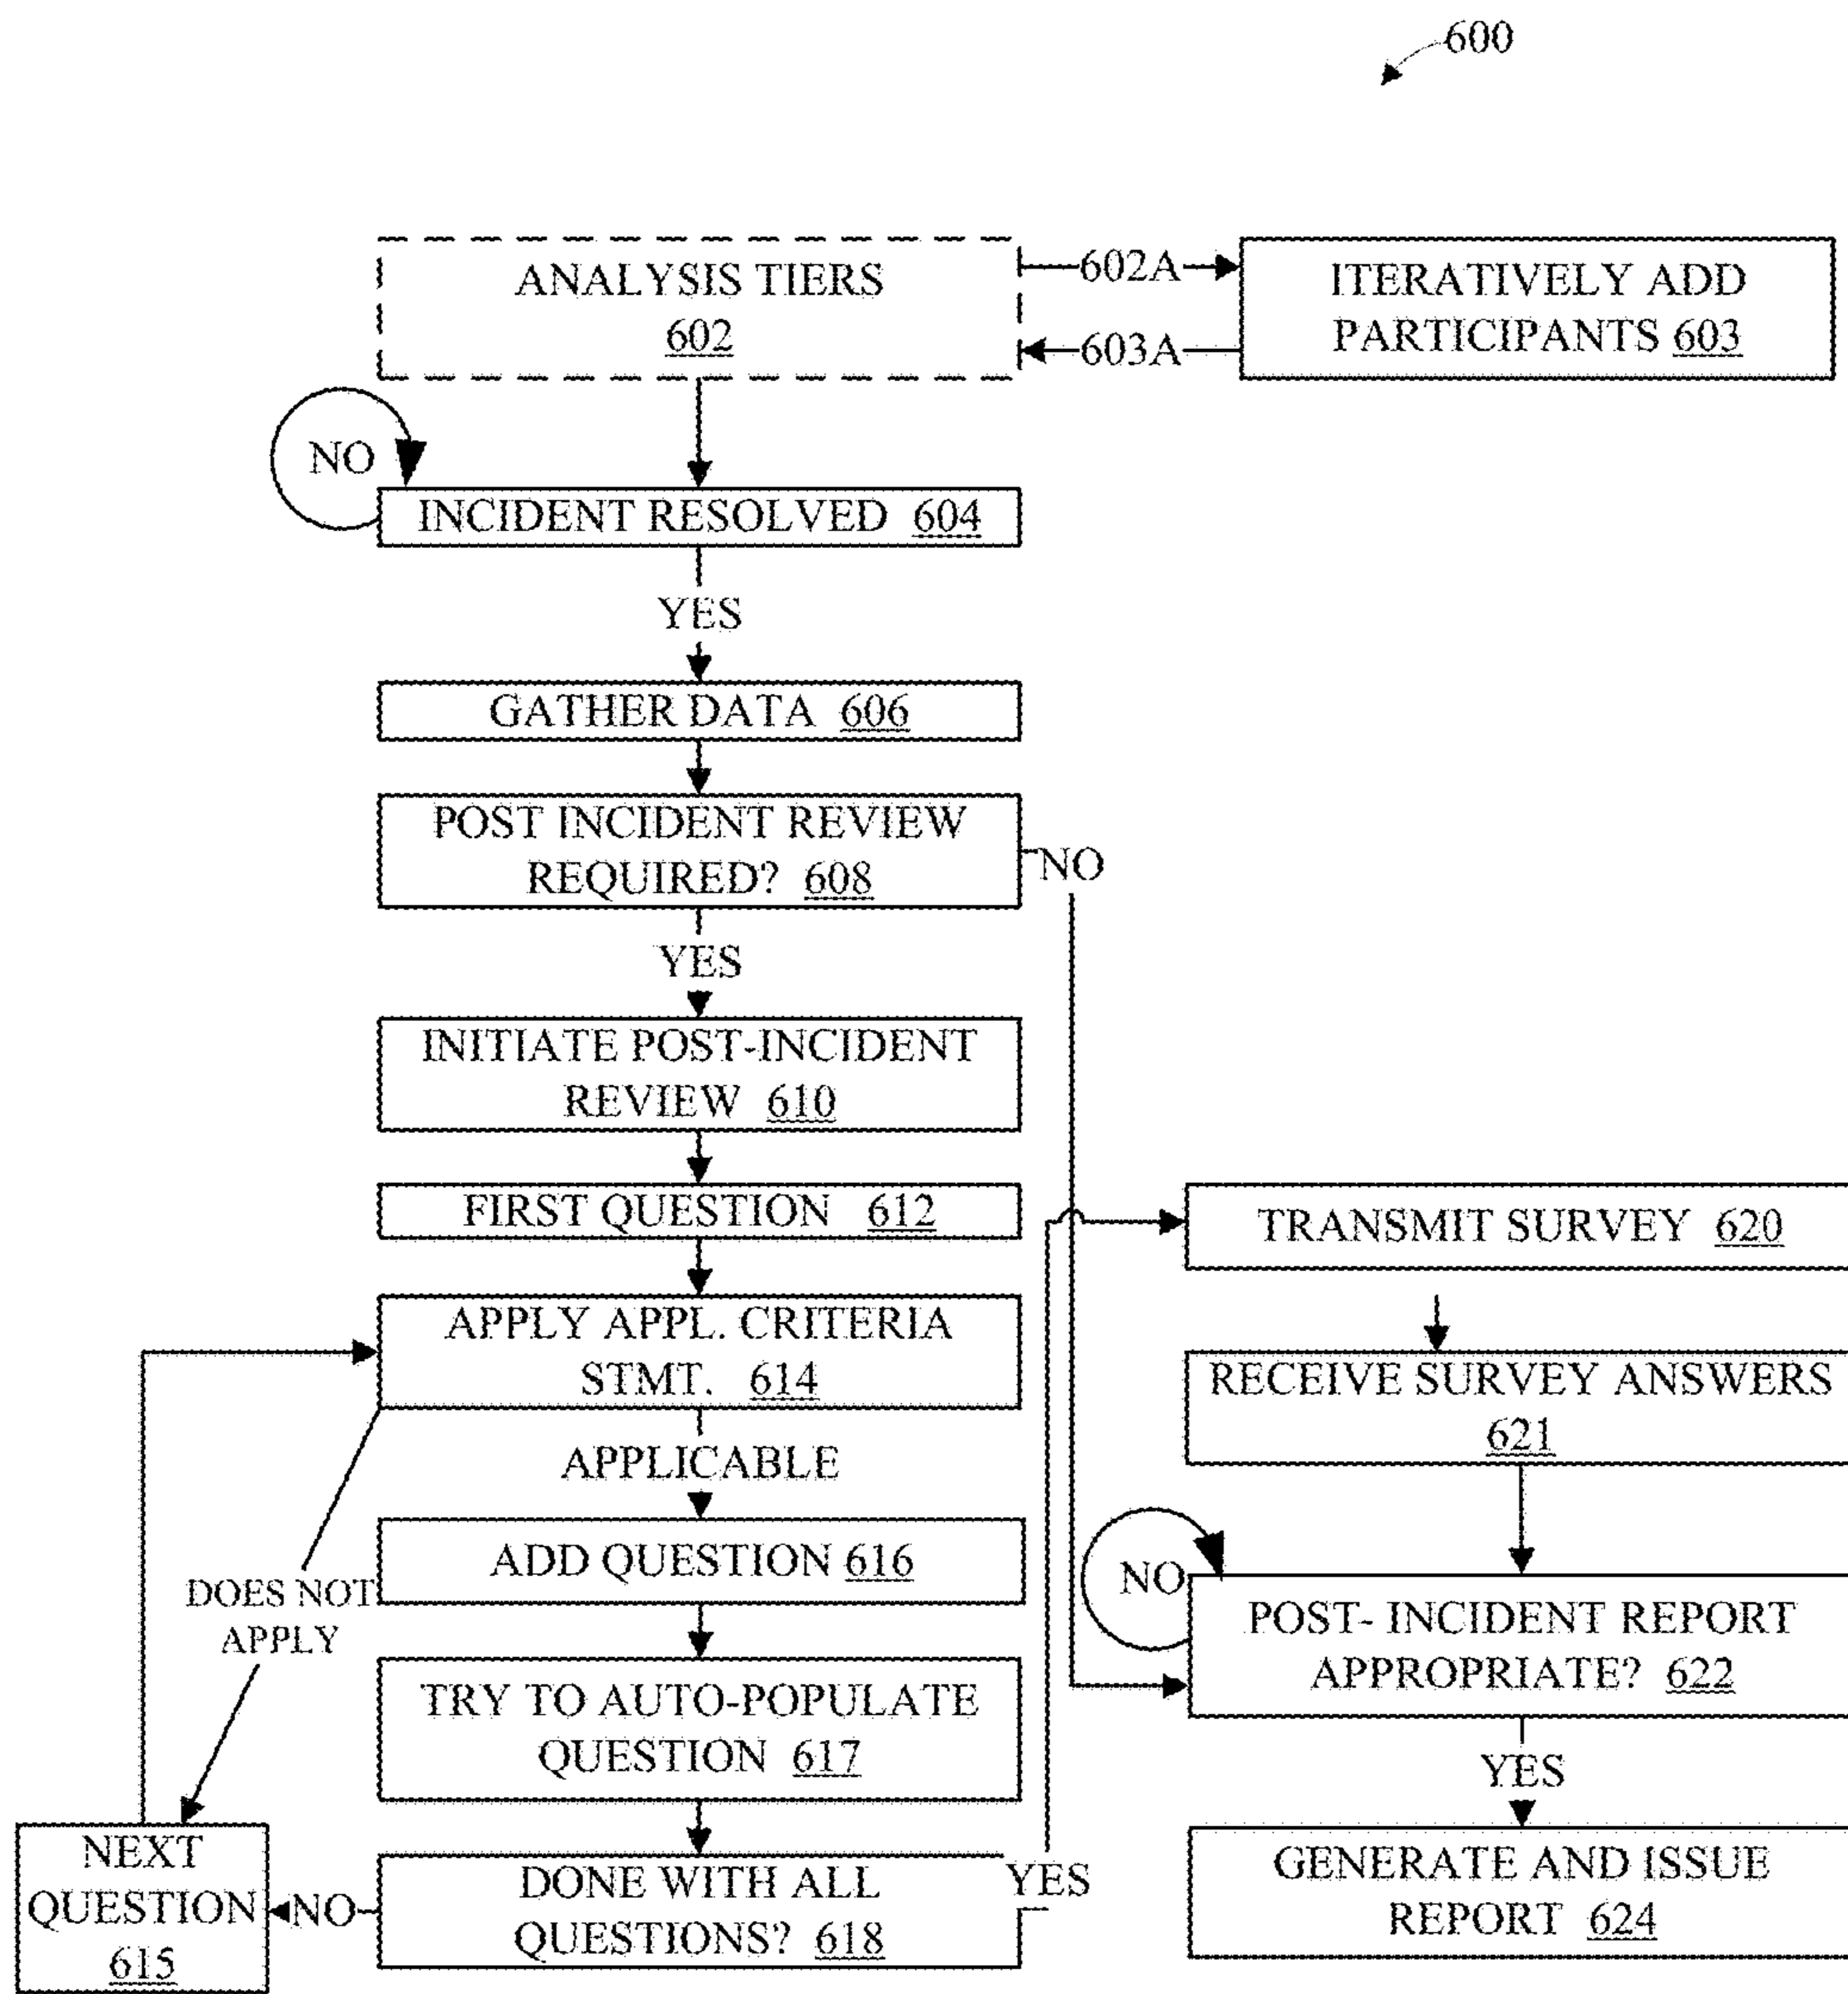 600
ANALYSIS TIERS
602
602A
603A
ITERATIVELY ADD
PARTICIPANTS 603
NO
INCIDENT RESOLVED 604
YES
GATHER DATA 606
POST INCIDENT REVIEW
REQUIRED? 608
NO
YES
INITIATE POST-INCIDENT
REVIEW 610
FIRST QUESTION 612
APPLY APPL. CRITERIA
STMT. 614
APPLICABLE
DOES NOT
APPLY
ADD QUESTION 616
TRY TO AUTO-POPULATE
QUESTION 617
DONE WITH ALL
QUESTIONS? 618
NO
NEXT
QUESTION
615
YES
TRANSMIT SURVEY 620
RECEIVE SURVEY ANSWERS
621
NO
POST- INCIDENT REPORT
APPROPRIATE? 622
YES
GENERATE AND ISSUE
REPORT 624